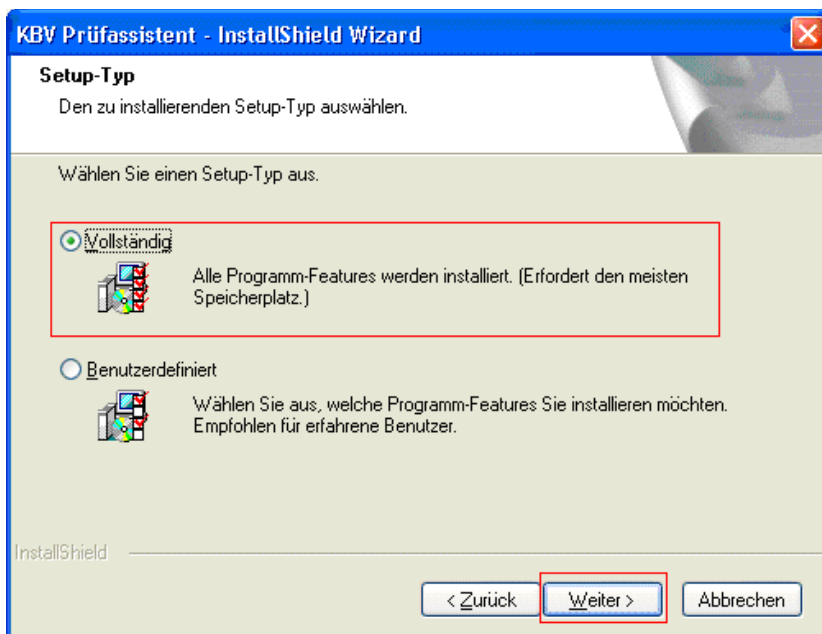 KBV Prüfassistent - InstallShield Wizard
Setup-Typ
Den zu installierenden Setup-Typ auswählen.
Wählen Sie einen Setup-Typ aus.
Vollständig
Alle Programm-Features werden installiert. (Erfordert den meisten
Speicherplatz.)
Benutzerdefiniert
Wählen Sie aus, welche Programm-Features Sie installieren möchten.
Empfohlen für erfahrene Benutzer.
InstallShield
< Zurück Weiter > Abbrechen